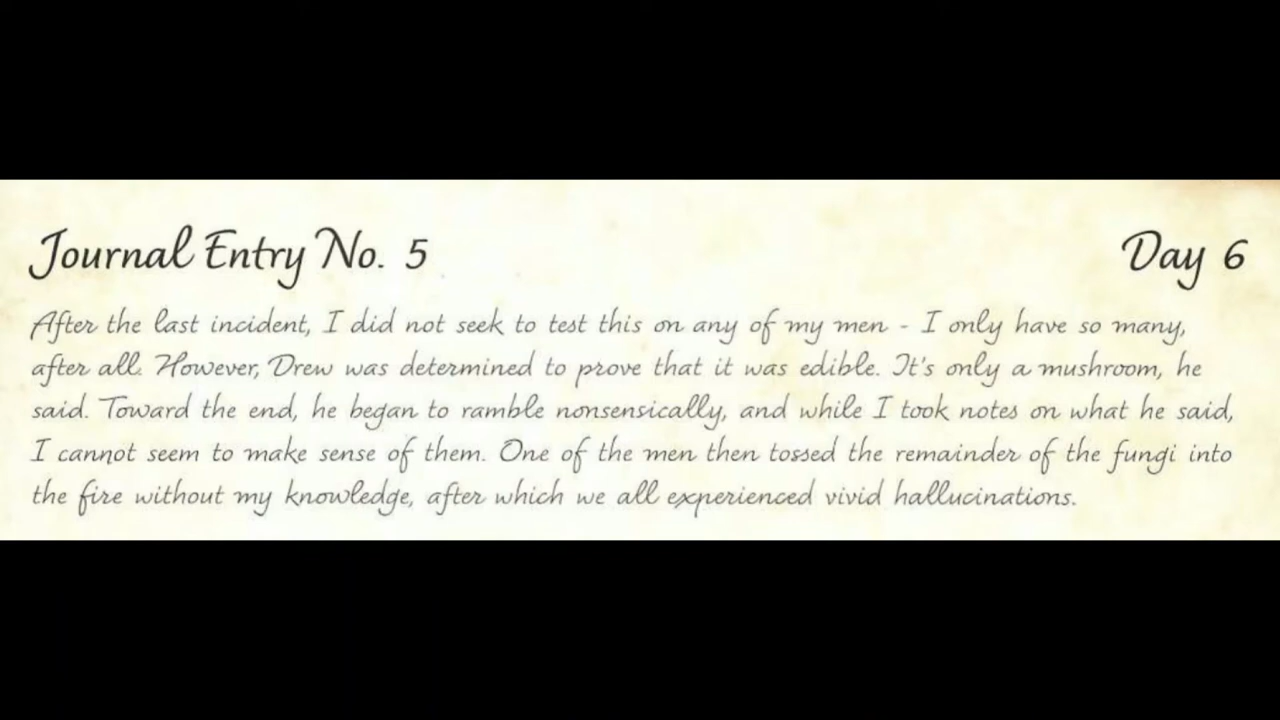 Journal Entry No. 5 Day 6
After the last incident, I did not seek to test this on any of my men - I only have so many,
after all. However, Drew was determined to prove that it was edible. It's only a mushroom, he
said. Toward the end, he began to ramble nonsensically, and while I took notes on what he said,
I cannot seem to make sense of them. One of the men then tossed the remainder of the fungi into
the fire without my knowledge, after which we all experienced vivid hallucinations.